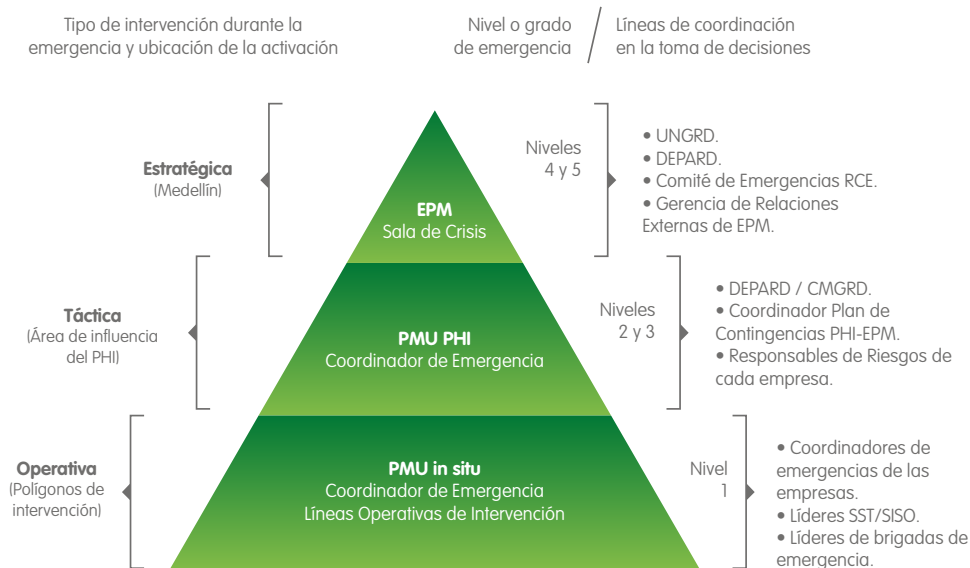 Tipo de intervención durante la
emergencia y ubicación de la activación
Nivel o grado
de emergencia
Líneas de coordinación
en la toma de decisiones
Estratégica
(Medellín)
EPM
Sala de Crisis
Niveles
4 y 5
• UNGRD.
• DEPARD.
• Comité de Emergencias RCE.
• Gerencia de Relaciones
Externas de EPM.
Táctica
(Área de influencia
del PHI)
PMU PHI
Coordinador de Emergencia
Niveles
2 y 3
• DEPARD / CMGRD.
• Coordinador Plan de
Contingencias PHI-EPM.
• Responsables de Riesgos de
cada empresa.
Operativa
(Polígonos de
intervención)
PMU in situ
Coordinador de Emergencia
Líneas Operativas de Intervención
Nivel
1
• Coordinadores de
emergencias de las
empresas.
• Líderes SST/SISO.
• Líderes de brigadas de
emergencia.